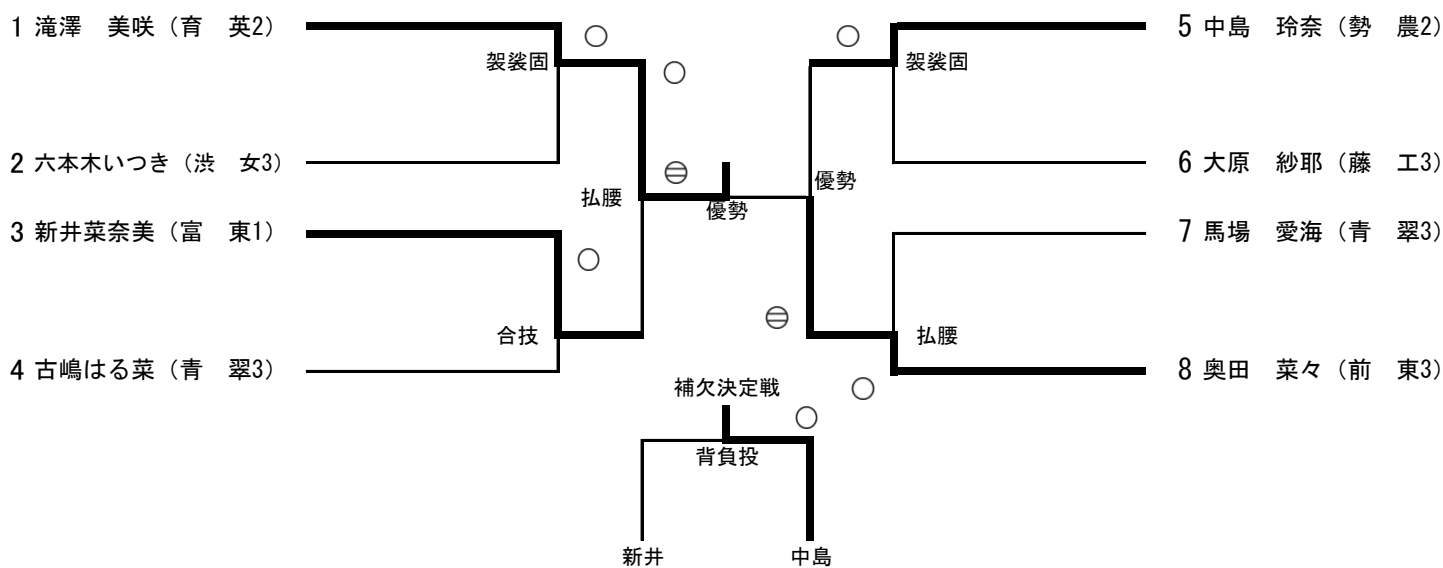 1 滝澤　美咲（育　英2）
袈裟固
2 六本木いつき（渋　女3）
払腰
3 新井菜奈美（富　東1）
合技
4 古嶋はる菜（青　翠3）
優勢
5 中島　玲奈（勢　農2）
袈裟固
6 大原　紗耶（藤　工3）
優勢
7 馬場　愛海（青　翠3）
払腰
8 奥田　菜々（前　東3）
補欠決定戦
背負投
新井
中島